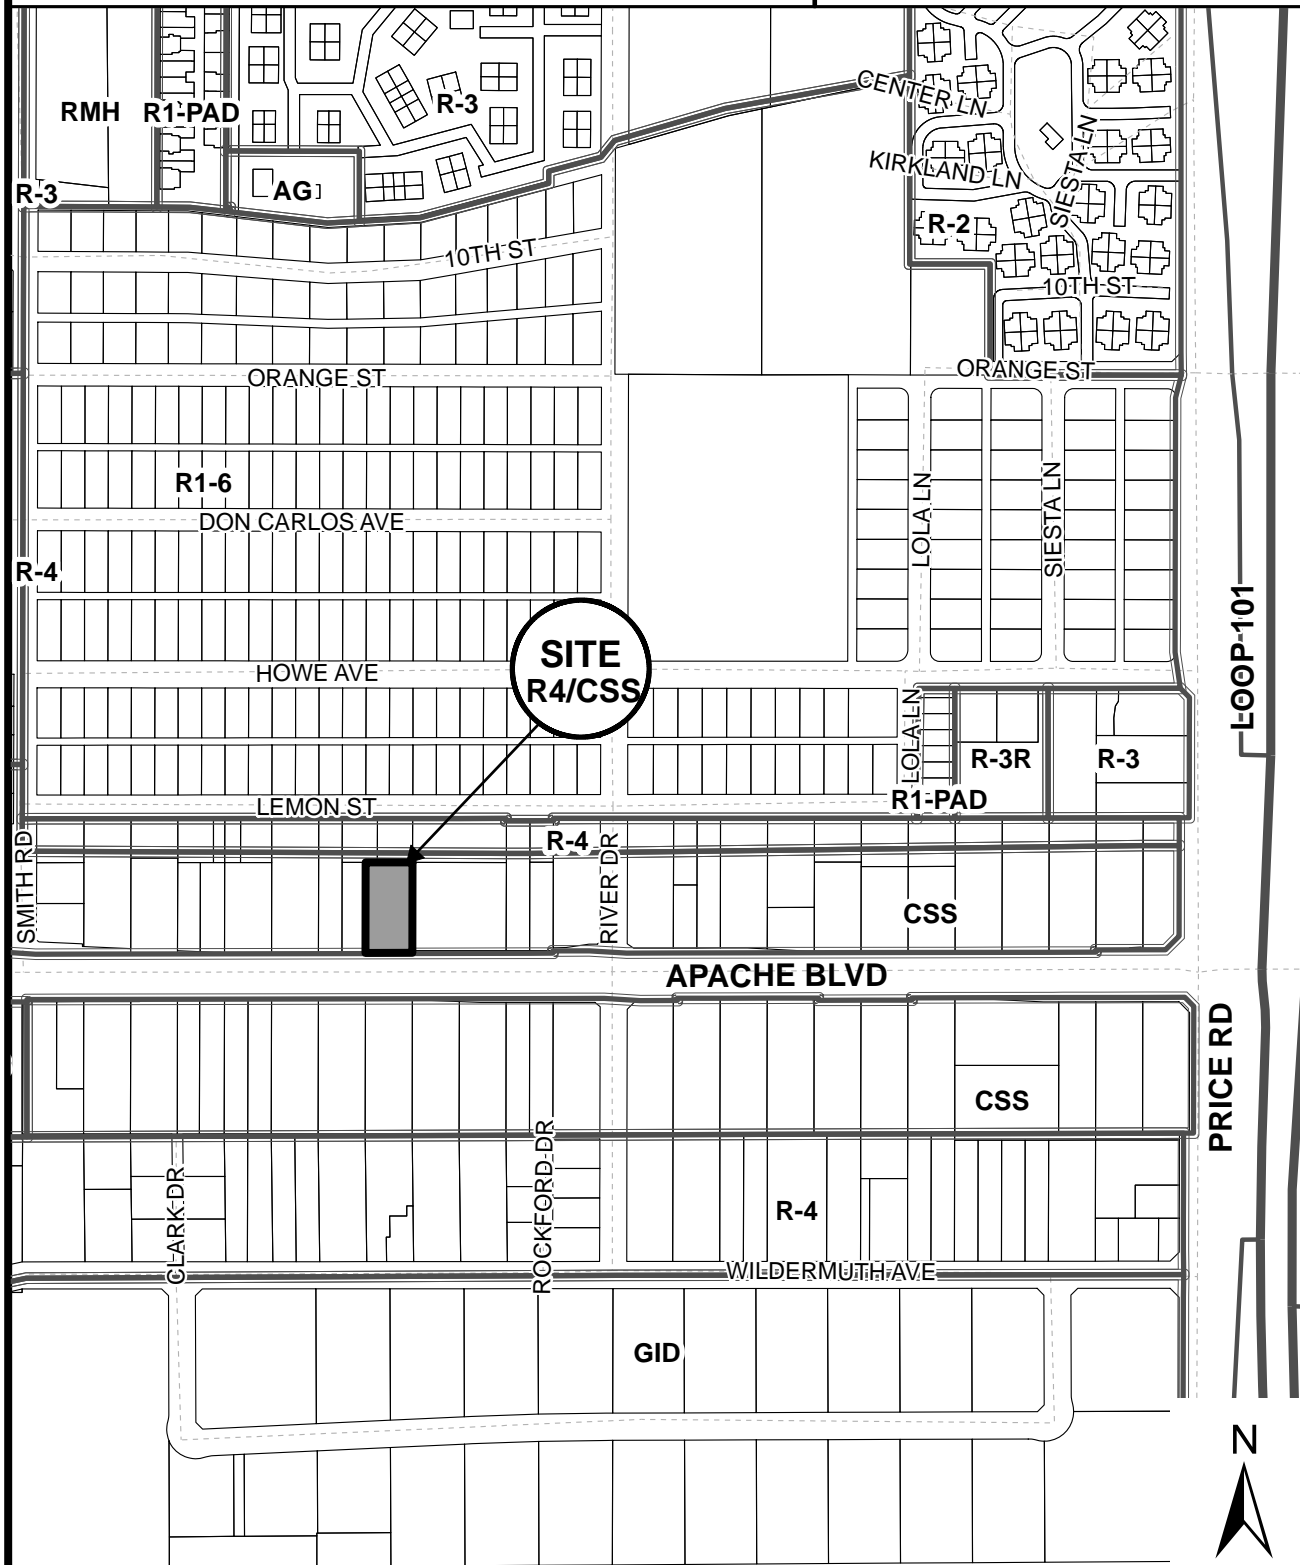 RMH
R1-PAD
R-3
CENTER LN
KIRKLAND LN
SIESTA LN
R-3
AG
R-2
10TH ST
10TH ST
ORANGE ST
ORANGE ST
R1-6
DON CARLOS AVE
LOLA LN
SIESTA LN
R-4
LOOP 101
SITE
R4/CSS
HOWE AVE
LOLA LN
R-3R
R-3
R1-PAD
LEMON ST
R-4
SMITH RD
RIVER DR
CSS
APACHE BLVD
PRICE RD
CSS
CLARK DR
ROCKFORD DR
R-4
WILDERMUTH AVE
GID
N